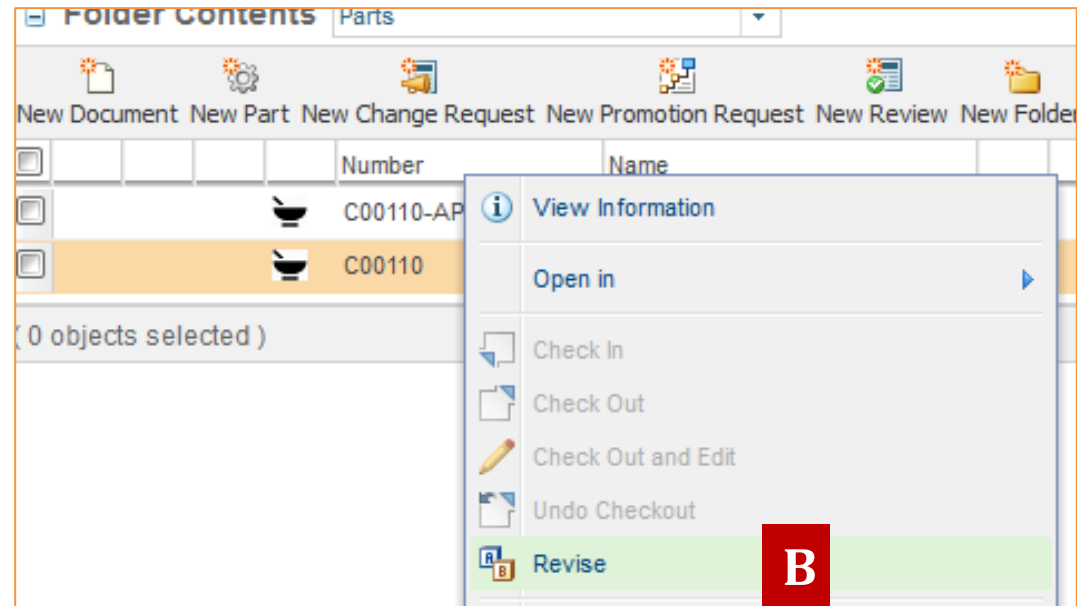 Folder Contents Parts
New Document New Part New Change Request New Promotion Request New Review New Folder
Number Name
C00110-AP
C00110
( 0 objects selected )
View Information
Open in
Check In
Check Out
Check Out and Edit
Undo Checkout
Revise B